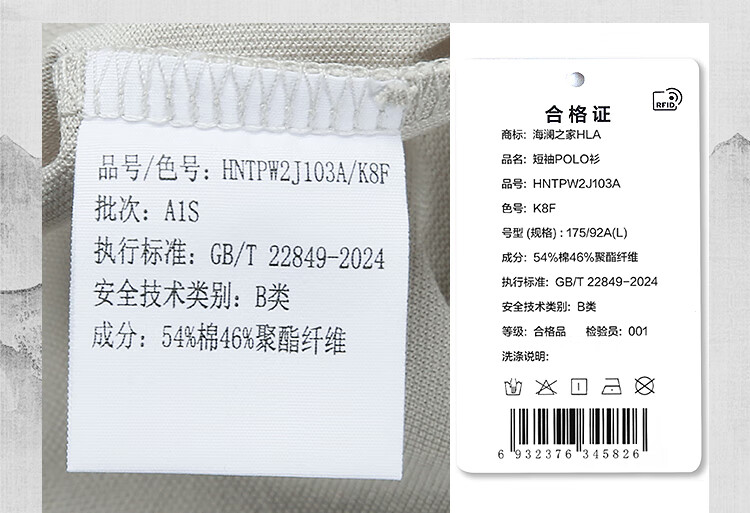 品号/色号: HNTPW2J103A/K8F
批次: A1S
执行标准: GB/T 22849-2024
安全技术类别: B类
成分: 54%棉46%聚酯纤维
RFID
合格证
商标: 海澜之家HLA
品名: 短袖POLO衫
品号: HNTPW2J103A
色号: K8F
号型 (规格) : 175/92A(L)
成分: 54%棉46%聚酯纤维
执行标准: GB/T 22849-2024
安全技术类别: B类
等级: 合格品 检验员: 001
洗涤说明:
6 932376 345826